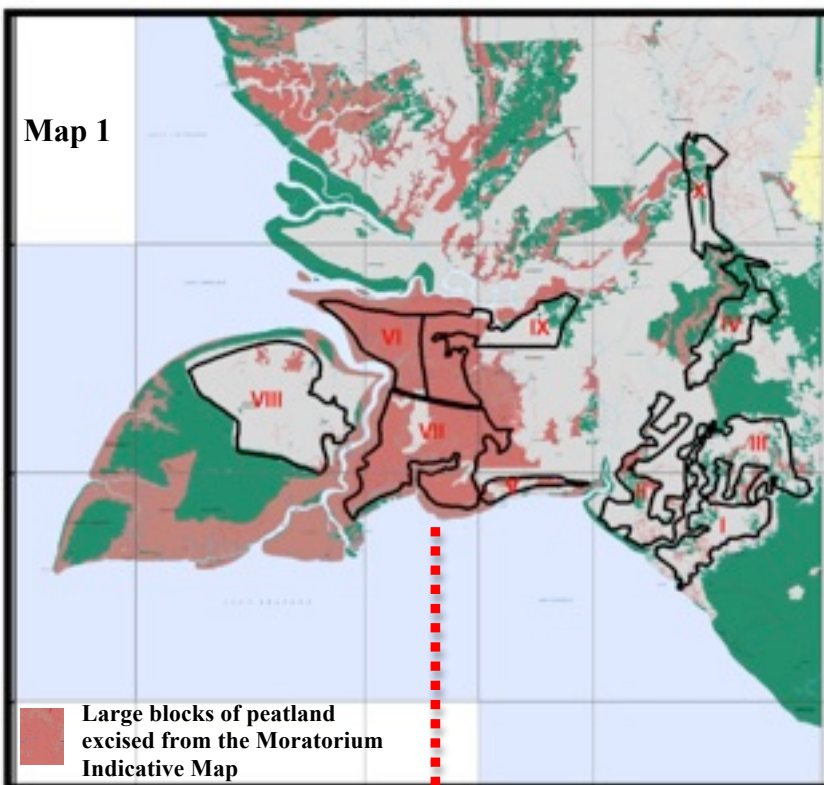 Map 1
X
IV
IX
VI
VIII
VII
III
V
II
I
Large blocks of peatland
excised from the Moratorium
Indicative Map